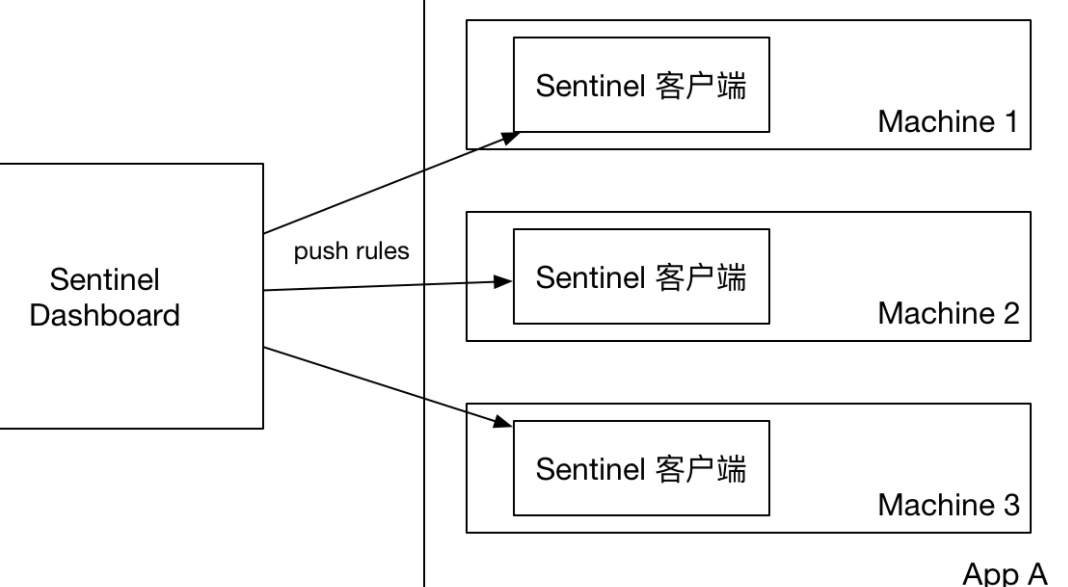 Sentinel 客户端
Machine 1
push rules
Sentinel
Dashboard
Sentinel 客户端
Machine 2
Sentinel 客户端
Machine 3
App A